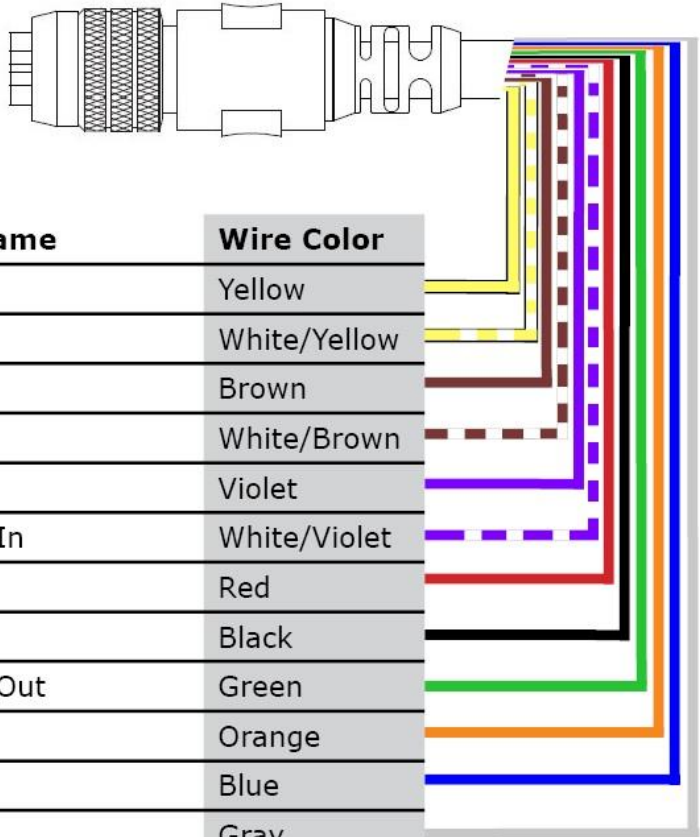 ame Wire Color
Yellow
White/Yellow
Brown
White/Brown
Violet
In White/Violet
Red
Black
Out Green
Orange
Blue
Gray